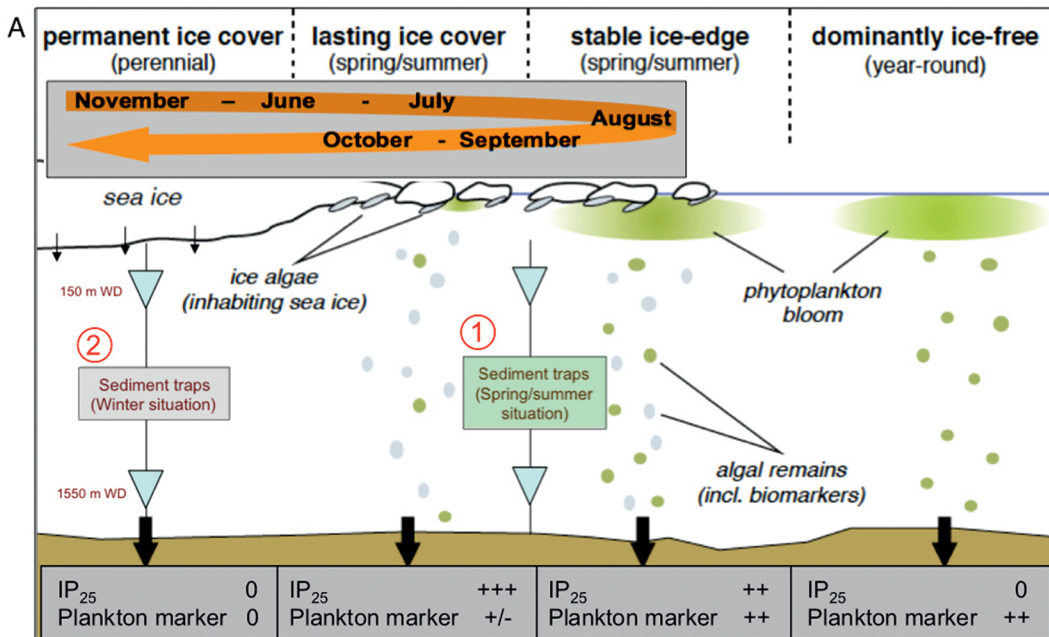 A
permanent ice cover
(perennial)
lasting ice cover
(spring/summer)
stable ice-edge
(spring/summer)
dominantly ice-free
(year-round)
November – June - July
August
October - September
sea ice
ice algae
(inhabiting sea ice)
phytoplankton
bloom
150 m WD
2
Sediment traps
(Winter situation)
1
Sediment traps
(Spring/summer
situation)
algal remains
(incl. biomarkers)
1550 m WD
IP25 0
Plankton marker 0
IP25 +++
Plankton marker +/-
IP25 ++
Plankton marker ++
IP25 0
Plankton marker ++